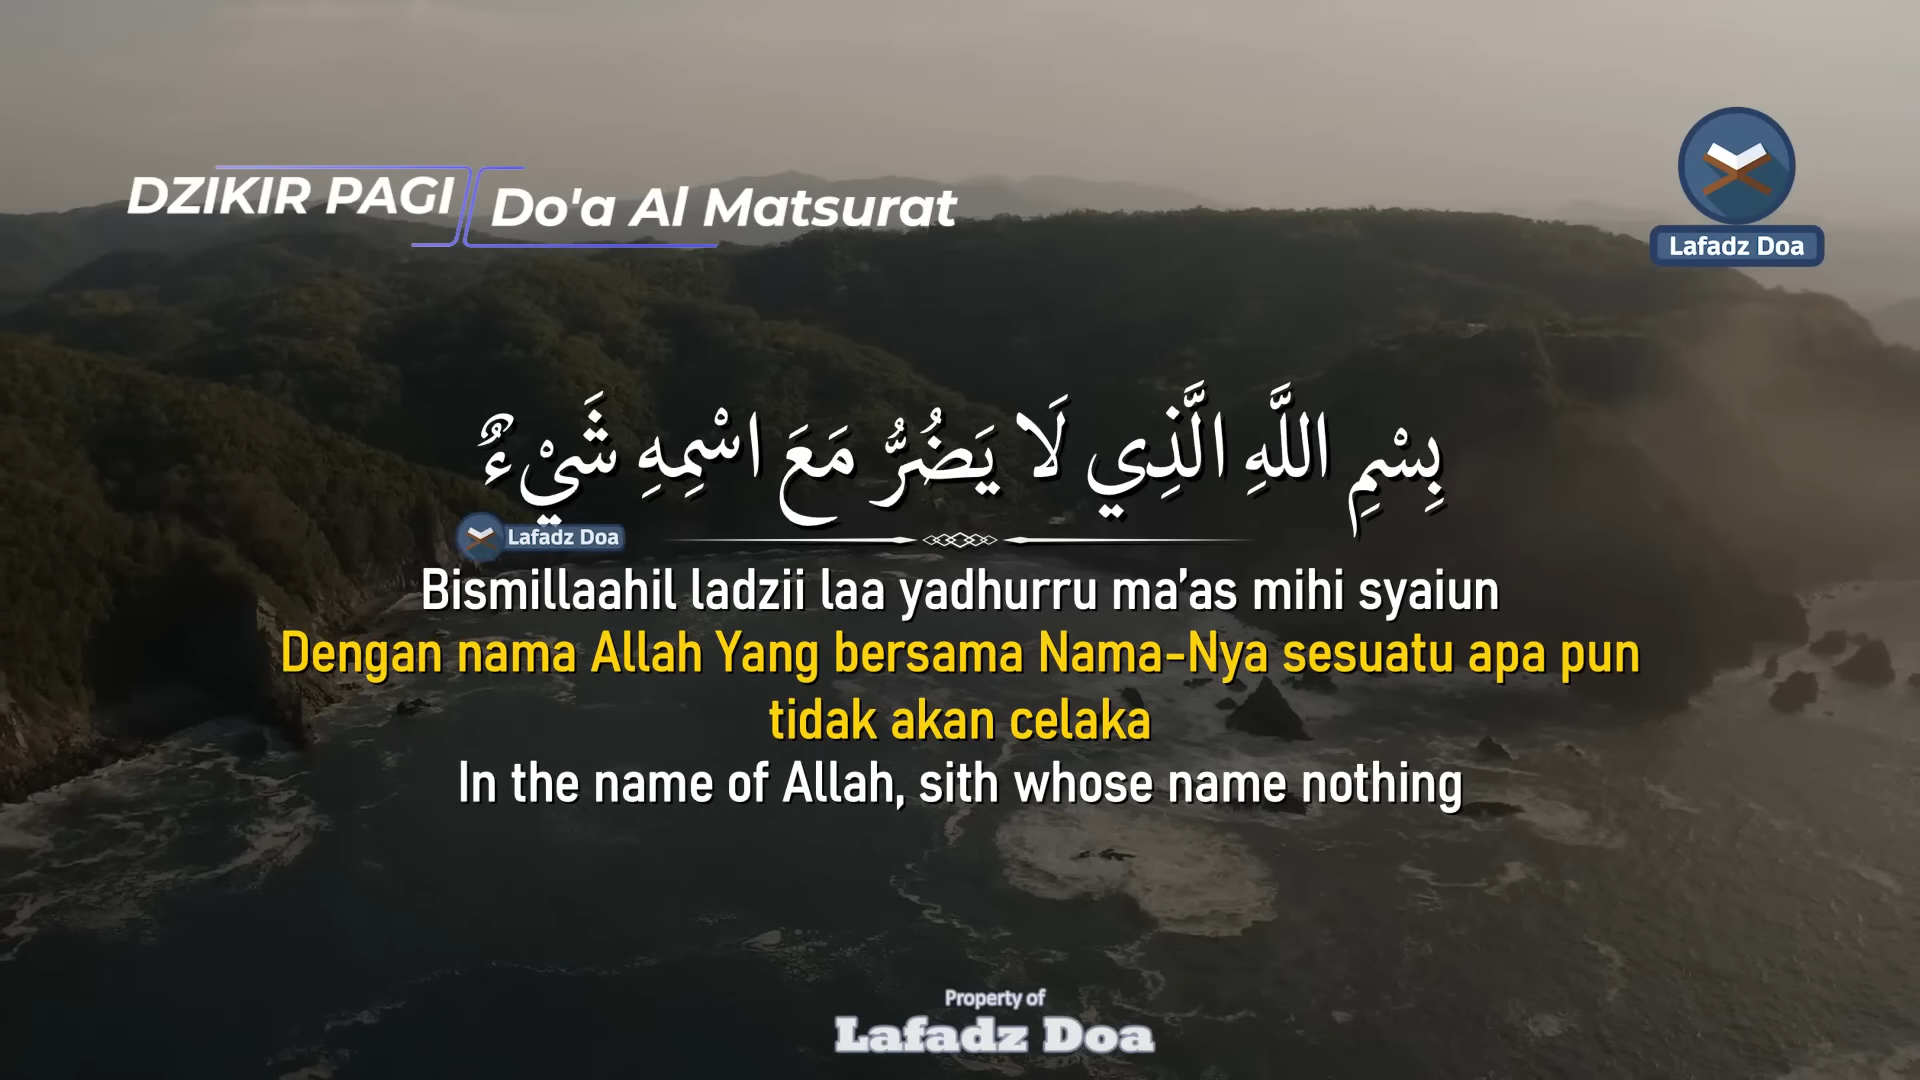 DZIKIR PAGI
Do'a Al Matsurat
Lafadz Doa
بِسْمِ اللَّهِ الَّذِي لَا يَضُرُّ مَعَ اسْمِهِ شَيْءٌ
Lafadz Doa
Bismillaahil ladzii laa yadhurru ma’as mihi syaiun
Dengan nama Allah Yang bersama Nama-Nya sesuatu apa pun
tidak akan celaka
In the name of Allah, sith whose name nothing
Property of
Lafadz Doa